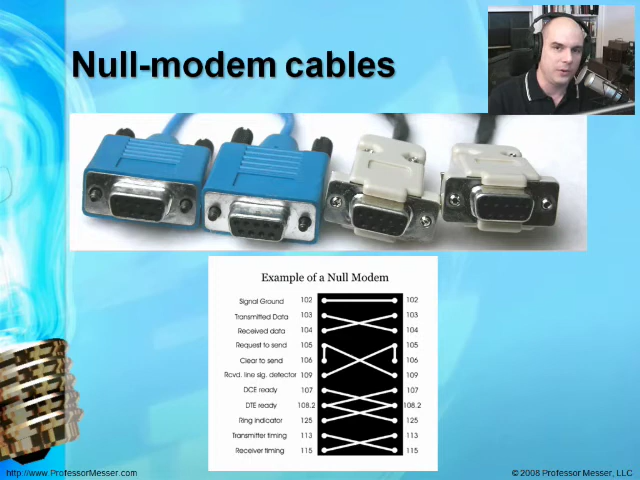 Null-modem cables
Example of a Null Modem
Signal Ground 102 102
Transmitted Data 103 103
Received data 104 104
Request to send 105 105
Clear to send 106 106
Rcvd. line sig. detector 109 109
DCE ready 107 107
DTE ready 108.2 108.2
Ring indicator 125 125
Transmitter timing 113 113
Receiver timing 115 115
http://www.ProfessorMesser.com © 2008 Professor Messer, LLC